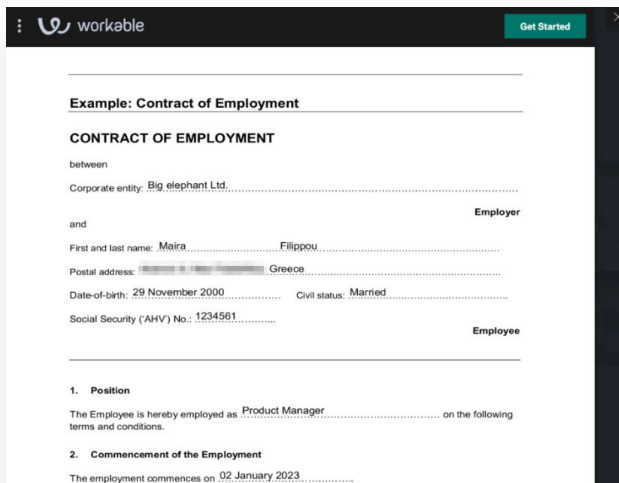 workable
Get Started
Example: Contract of Employment
CONTRACT OF EMPLOYMENT
between
Corporate entity: Big elephant Ltd.
Employer
and
First and last name: Maira Filippou
Postal address: Greece
Date-of-birth: 29 November 2000 Civil status: Married
Social Security ('AHV') No.: 1234561
Employee
1. Position
The Employee is hereby employed as Product Manager on the following
terms and conditions.
2. Commencement of the Employment
The employment commences on 02 January 2023